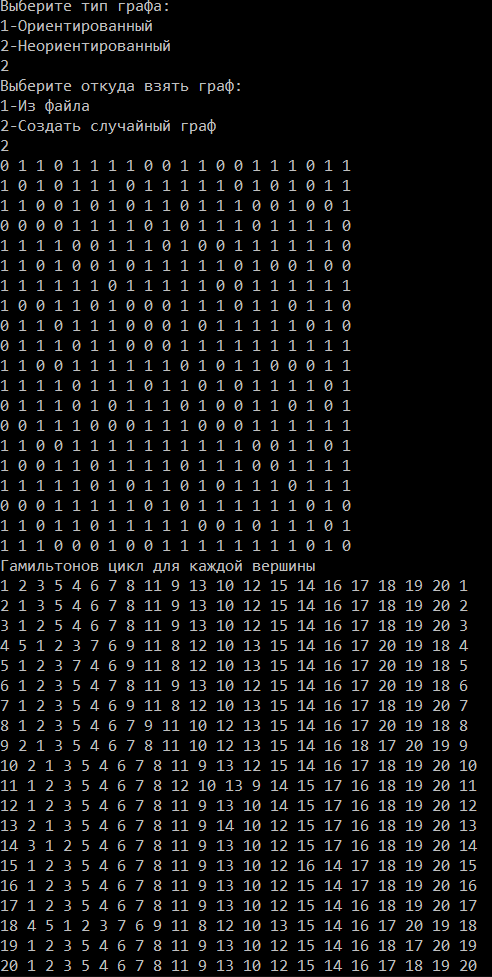 Выберите тип графа:
1-Ориентированный
2-Неориентированный
2
Выберите откуда взять граф:
1-Из файла
2-Создать случайный граф
2
0 1 1 0 1 1 1 1 0 0 1 1 0 0 1 1 1 0 1 1
1 0 1 0 1 1 1 0 1 1 1 1 1 0 1 0 1 0 1 1
1 1 0 0 1 0 1 0 1 1 0 1 1 1 0 0 1 0 0 1
0 0 0 0 1 1 1 1 0 1 0 1 1 1 0 1 1 1 1 0
1 1 1 1 0 0 1 1 1 0 1 0 0 1 1 1 1 1 1 0
1 1 0 1 0 0 1 0 1 1 1 1 1 0 1 0 0 1 0 0
1 1 1 1 1 1 0 1 1 1 1 1 0 0 1 1 1 1 1 1
1 0 0 1 1 0 1 0 0 0 1 1 1 0 1 1 1 0 1 0
0 1 1 0 1 1 1 0 0 0 1 0 1 1 1 1 1 0 1 0
0 1 1 1 0 1 1 0 0 0 1 1 1 1 1 1 1 1 1 1
1 1 0 0 1 1 1 1 1 1 0 1 0 1 1 0 0 0 1 1
1 1 1 1 0 1 1 1 0 1 1 0 1 0 1 1 1 1 0 1
0 1 1 1 0 1 0 1 1 1 0 1 0 0 1 1 0 1 0 1
0 0 1 1 1 0 0 0 1 1 1 0 0 1 1 1 1 1 1 1
1 1 0 0 1 1 1 1 1 1 1 1 1 1 0 0 1 1 0 1
1 0 0 1 1 0 1 1 1 1 0 1 1 1 0 0 1 1 1 1
1 1 1 1 1 0 1 0 1 1 0 1 0 1 1 1 0 1 1 1
0 0 0 1 1 1 1 1 0 1 0 1 1 1 1 1 1 0 1 0
1 1 0 1 1 0 1 1 1 1 1 0 0 1 0 1 1 1 0 1
1 1 1 0 0 0 1 0 0 1 1 1 1 1 1 1 1 0 1 0
Гамильтонов цикл для каждой вершины
1 2 3 5 4 6 7 8 11 9 13 10 12 15 14 16 17 18 19 20 1
2 1 3 5 4 6 7 8 11 9 13 10 12 15 14 16 17 18 19 20 2
3 1 2 5 4 6 7 8 11 9 13 10 12 15 14 16 17 18 19 20 3
4 5 1 2 3 7 6 9 11 8 12 10 13 15 14 16 17 20 19 18 4
5 1 2 3 7 4 6 9 11 8 12 10 13 15 14 16 17 20 19 18 5
6 1 2 3 5 4 7 8 11 9 13 10 12 15 14 16 17 20 19 18 6
7 1 2 3 5 4 6 9 11 8 12 10 13 15 14 16 17 18 19 20 7
8 1 2 3 5 4 6 7 9 11 10 12 13 15 14 16 17 20 19 18 8
9 2 1 3 5 4 6 7 8 11 10 12 13 15 14 16 18 17 20 19 9
10 2 1 3 5 4 6 7 8 11 9 13 12 15 14 16 17 18 19 20 10
11 1 2 3 5 4 6 7 8 12 10 13 9 14 15 17 16 18 19 20 11
12 1 2 3 5 4 6 7 8 11 9 13 10 14 15 17 16 18 19 20 12
13 2 1 3 5 4 6 7 8 11 9 14 10 12 15 17 16 18 19 20 13
14 3 1 2 5 4 6 7 8 11 9 13 10 12 15 17 16 18 19 20 14
15 1 2 3 5 4 6 7 8 11 9 13 10 12 16 14 17 18 19 20 15
16 1 2 3 5 4 6 7 8 11 9 13 10 12 15 14 17 18 19 20 16
17 1 2 3 5 4 6 7 8 11 9 13 10 12 15 14 16 18 19 20 17
18 4 5 1 2 3 7 6 9 11 8 12 10 13 15 14 16 17 20 19 18
19 1 2 3 5 4 6 7 8 11 9 13 10 12 15 14 16 18 17 20 19
20 1 2 3 5 4 6 7 8 11 9 13 10 12 15 14 16 17 18 19 20